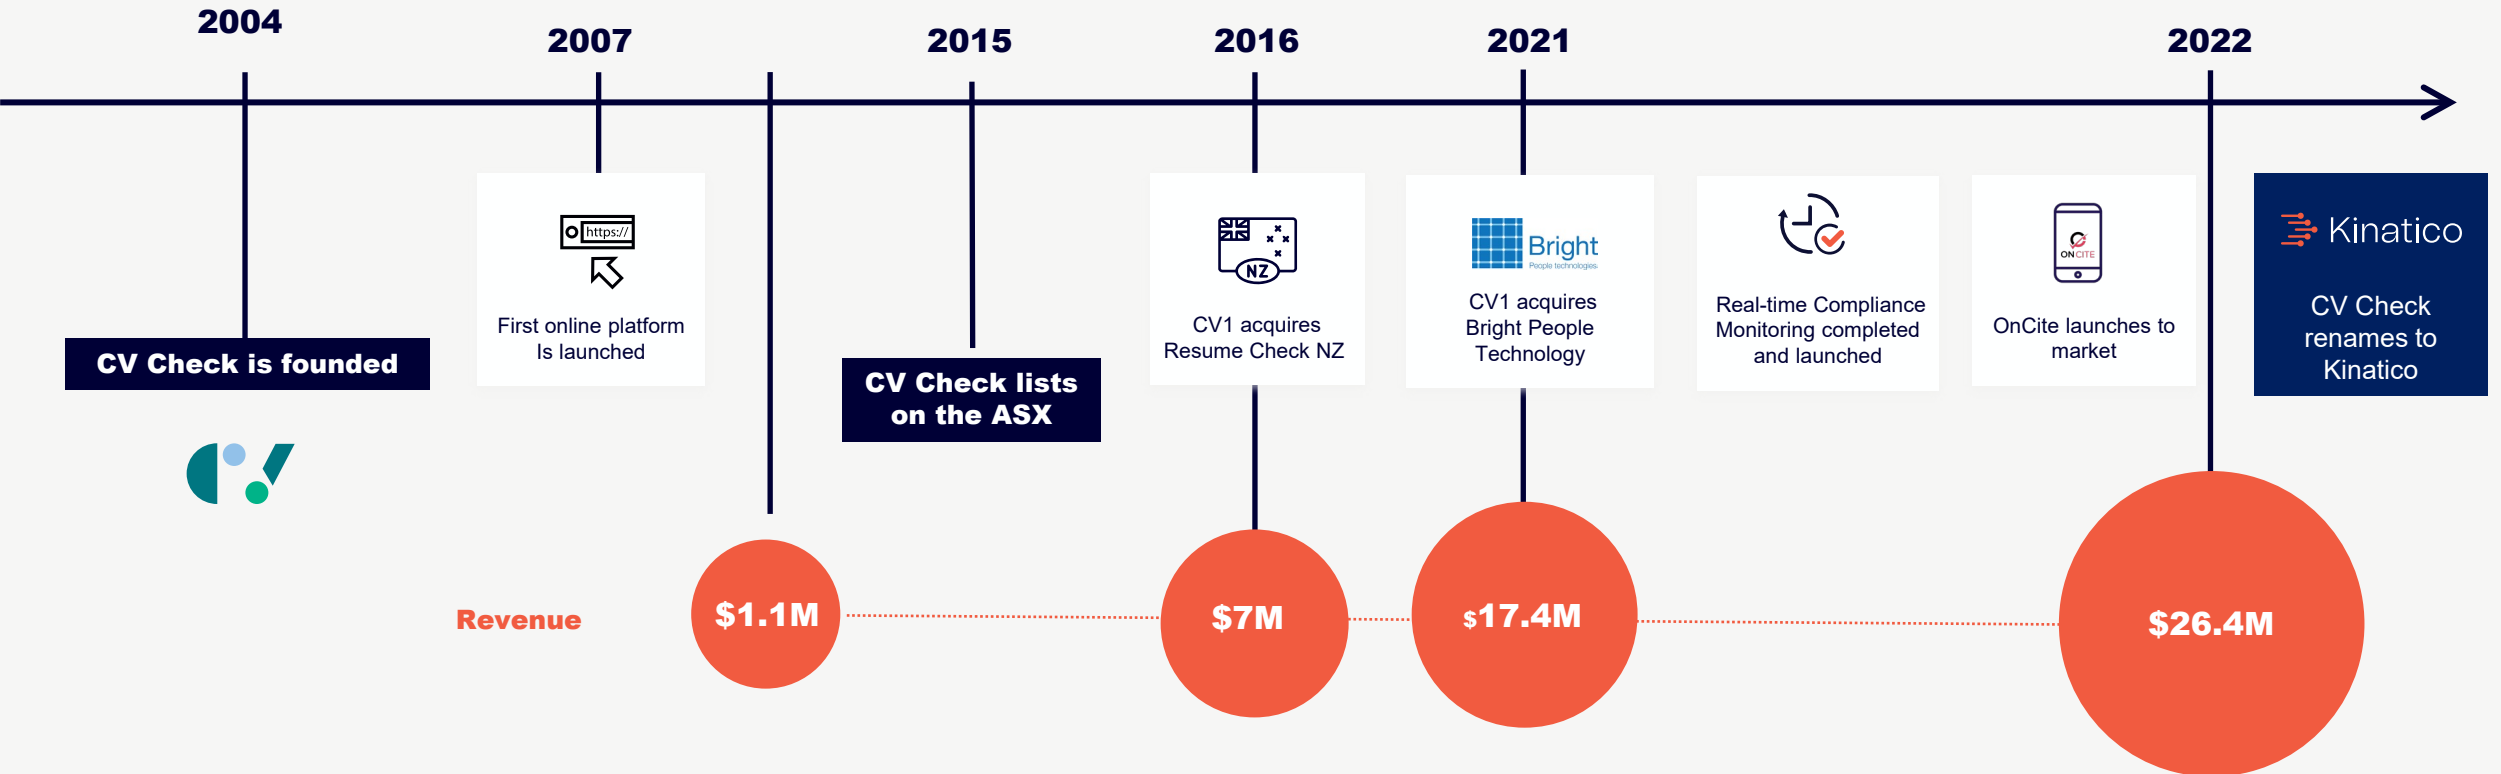 2004
2007
2015
2016
2021
2022
https://
First online platform
Is launched
CV Check is founded
CV Check lists
on the ASX
NZ
CV1 acquires
Resume Check NZ
Bright
People technologies
CV1 acquires
Bright People
Technology
Real-time Compliance
Monitoring completed
and launched
ONCITE
OnCite launches to
market
Kinatico
CV Check
renames to
Kinatico
Revenue
$1.1M
$7M
$17.4M
$26.4M